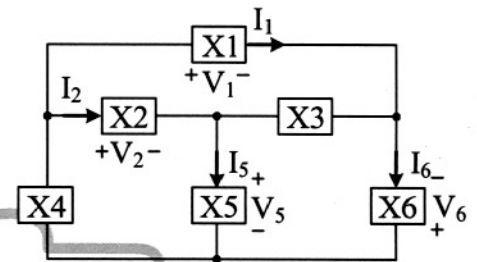 X1 I₁
+V₁-
I₂ X2 X3
+V₂-
I₅+ I₆-
X4 X5 V₅ X6 V₆
- +